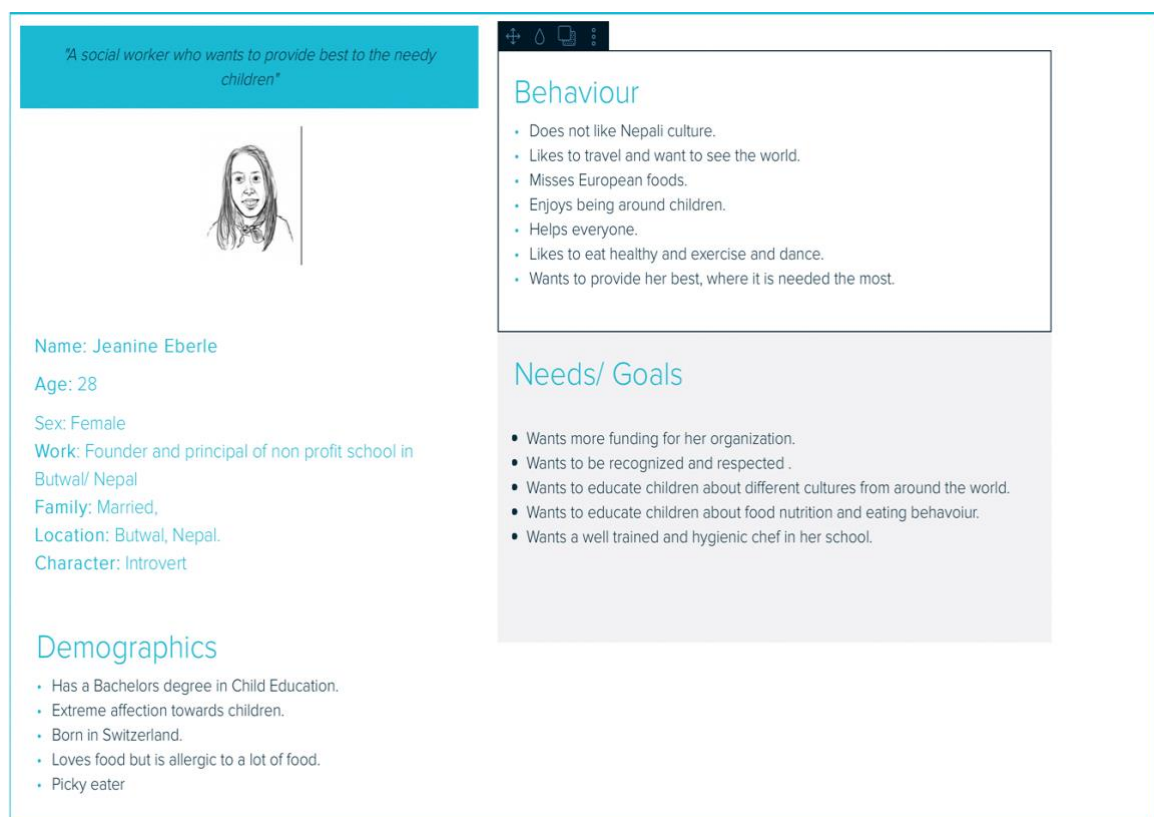 "A social worker who wants to provide best to the needy
children"
Name: Jeanine Eberle
Age: 28
Sex: Female
Work: Founder and principal of non profit school in
Butwal/ Nepal
Family: Married,
Location: Butwal, Nepal.
Character: Introvert
Demographics
• Has a Bachelors degree in Child Education.
• Extreme affection towards children.
• Born in Switzerland.
• Loves food but is allergic to a lot of food.
• Picky eater
Behaviour
• Does not like Nepali culture.
• Likes to travel and want to see the world.
• Misses European foods.
• Enjoys being around children.
• Helps everyone.
• Likes to eat healthy and exercise and dance.
• Wants to provide her best, where it is needed the most.
Needs/ Goals
• Wants more funding for her organization.
• Wants to be recognized and respected .
• Wants to educate children about different cultures from around the world.
• Wants to educate children about food nutrition and eating behavoiur.
• Wants a well trained and hygienic chef in her school.